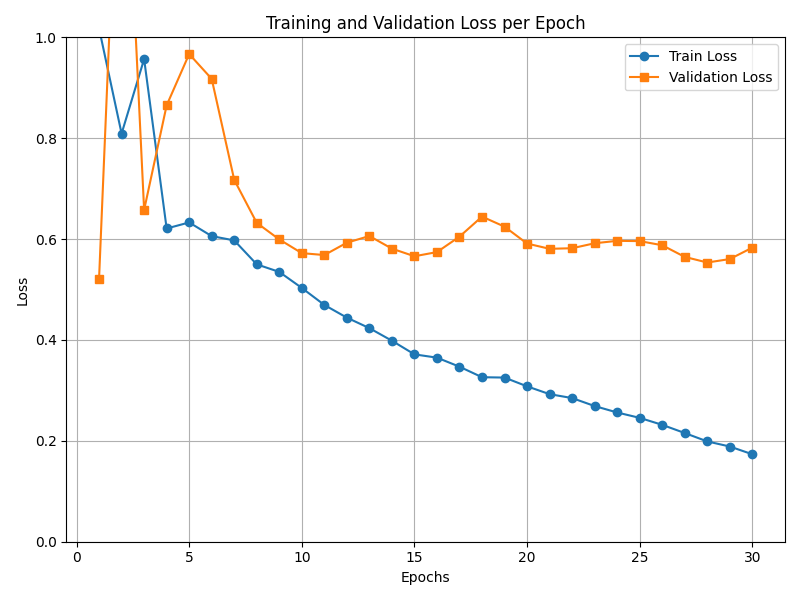 Training and Validation Loss per Epoch
Train Loss
Validation Loss
1.0
0.8
0.6
0.4
0.2
0.0
Loss
0 5 10 15 20 25 30
Epochs